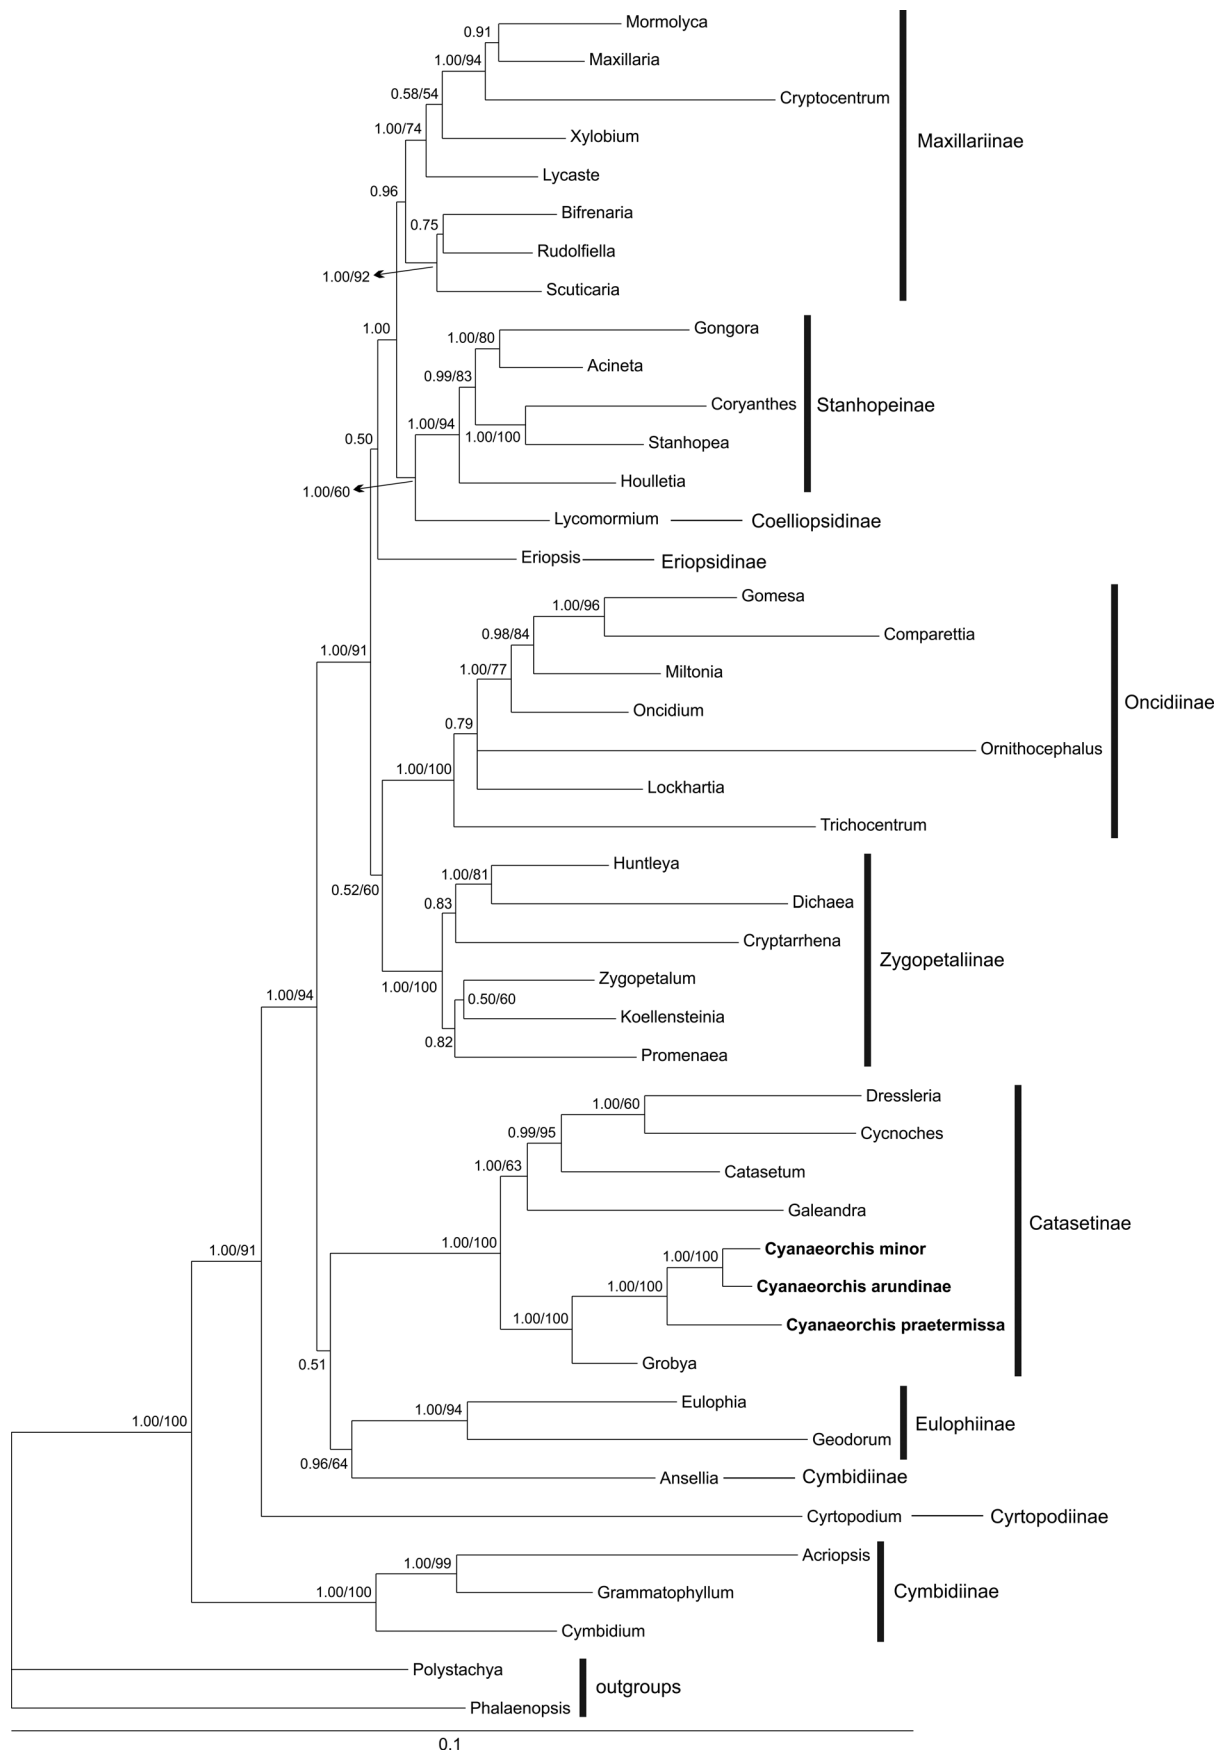 Mormolyca
0.91
Maxillaria
1.00/94
0.58/54
Cryptocentrum
1.00/74
Xylobium
Maxillariinae
Lycaste
0.96
Bifrenaria
0.75
Rudolfiella
1.00/92
Scuticaria
1.00
Gongora
1.00/80
Acineta
0.99/83
Coryanthes
Stanhopeinae
1.00/94
1.00/100
Stanhopea
0.50
Houlletia
1.00/60
Lycomormium
Coelliopsidinae
Eriopsis
Eriopsidinae
Gomesa
1.00/96
0.98/84
Comparettia
1.00/91
1.00/77
Miltonia
Oncidiinae
Oncidium
0.79
Ornithocephalus
1.00/100
Lockhartia
Trichocentrum
Huntleya
1.00/81
0.52/60
0.83
Dichaea
Cryptarrhena
Zygopetaliinae
Zygopetalum
1.00/100
0.50/60
1.00/94
Koellensteinia
0.82
Promenaea
Dressleria
1.00/60
0.99/95
Cycnoches
1.00/63
Catasetum
Galeandra
Catasetinae
1.00/100
1.00/91
1.00/100
Cyanaeorchis minor
1.00/100
Cyanaeorchis arundinae
1.00/100
Cyanaeorchis praetermissa
0.51
Grobya
Eulophia
1.00/94
1.00/100
Eulophiinae
Geodorum
0.96/64
Ansellia
Cymbidiinae
Cyrtopodium
Cyrtopodiinae
Acriopsis
1.00/99
1.00/100
Grammatophyllum
Cymbidiinae
Cymbidium
Polystachya
outgroups
Phalaenopsis
0.1